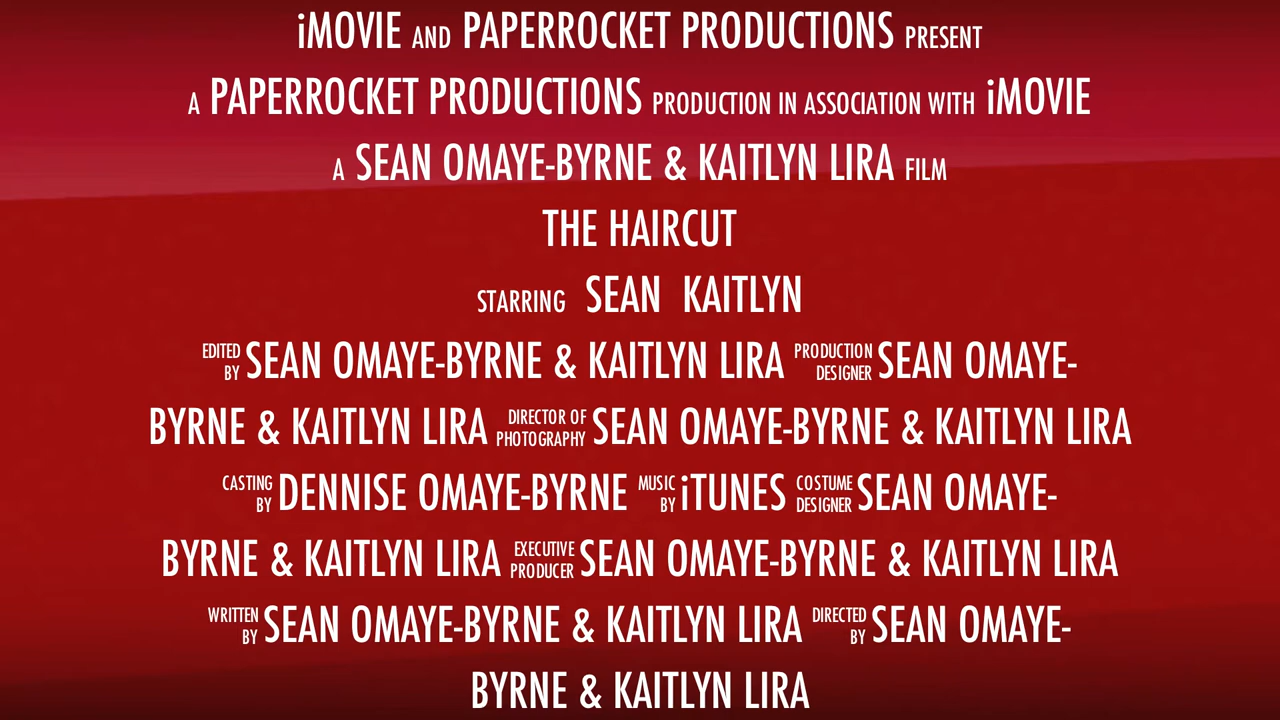 iMOVIE AND PAPERROCKET PRODUCTIONS PRESENT
A PAPERROCKET PRODUCTIONS PRODUCTION IN ASSOCIATION WITH iMOVIE
A SEAN OMAYE-BYRNE & KAITLYN LIRA FILM
THE HAIRCUT
STARRING SEAN KAITLYN
EDITED BY SEAN OMAYE-BYRNE & KAITLYN LIRA PRODUCTION DESIGNER SEAN OMAYE-
BYRNE & KAITLYN LIRA DIRECTOR OF PHOTOGRAPHY SEAN OMAYE-BYRNE & KAITLYN LIRA
CASTING BY DENNISE OMAYE-BYRNE MUSIC BY iTUNES COSTUME DESIGNER SEAN OMAYE-
BYRNE & KAITLYN LIRA EXECUTIVE PRODUCER SEAN OMAYE-BYRNE & KAITLYN LIRA
WRITTEN BY SEAN OMAYE-BYRNE & KAITLYN LIRA DIRECTED BY SEAN OMAYE-
BYRNE & KAITLYN LIRA